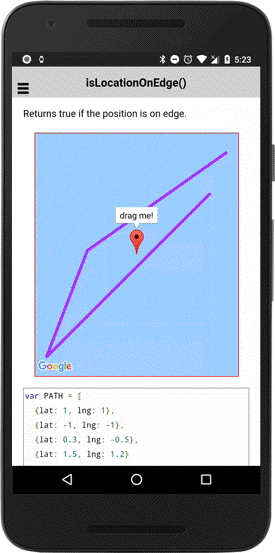 5:23
isLocationOnEdge()
Returns true if the position is on edge.
drag me!
Google
var PATH = [
{lat: 1, lng: 1},
{lat: -1, lng: -1},
{lat: 0.3, lng: -0.5},
{lat: 1.5, lng: 1.2}